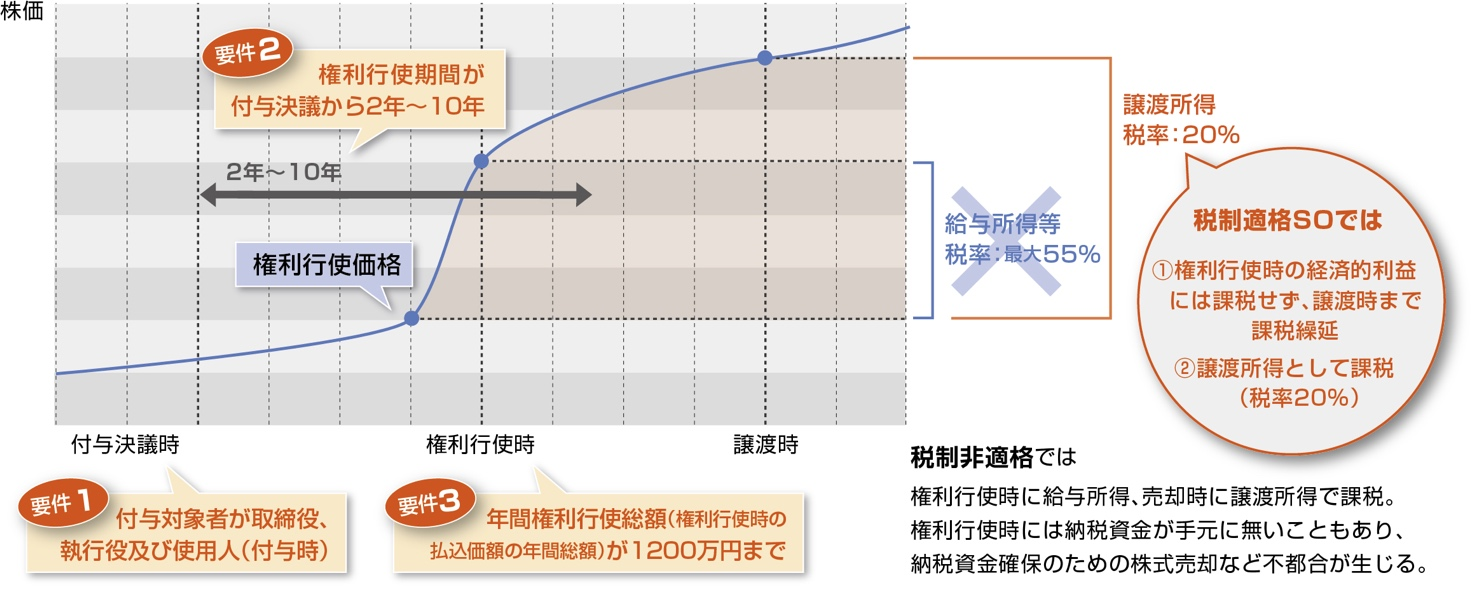 株価
要件2
権利行使期間が
付与決議から2年〜10年
2年〜10年
権利行使価格
譲渡所得
税率：20%
給与所得等
税率：最大55%
税制適格SOでは
①権利行使時の経済的利益
には課税せず、譲渡時まで
課税繰延
②譲渡所得として課税
（税率20%）
付与決議時
権利行使時
譲渡時
要件1
付与対象者が取締役、
執行役及び使用人（付与時）
要件3
年間権利行使総額（権利行使時の
払込価額の年間総額）が1200万円まで
税制非適格では
権利行使時に給与所得、売却時に譲渡所得で課税。
権利行使時には納税資金が手元に無いこともあり、
納税資金確保のための株式売却など不都合が生じる。